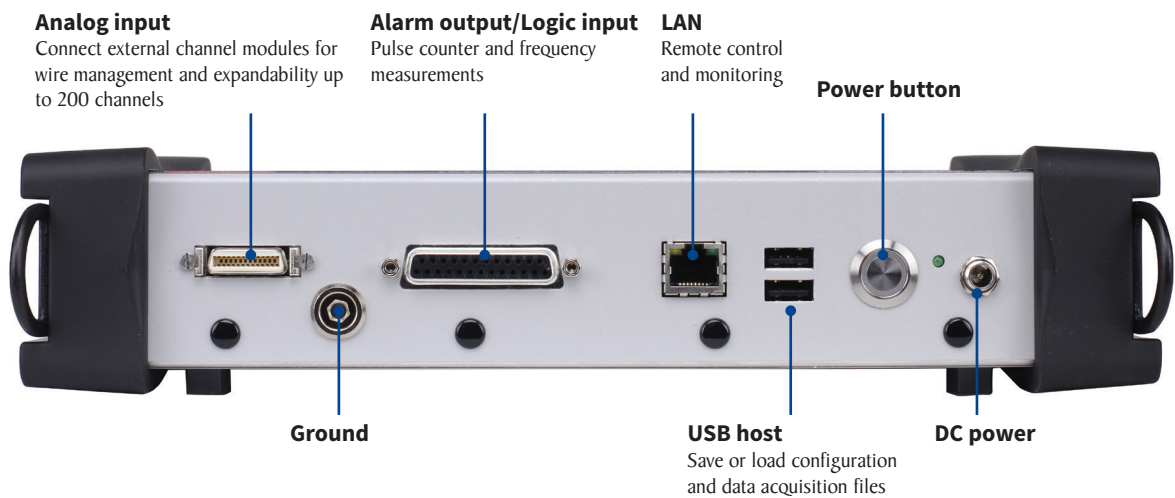 Analog input
Connect external channel modules for
wire management and expandability up
to 200 channels
Alarm output/Logic input
Pulse counter and frequency
measurements
LAN
Remote control
and monitoring
Power button
Ground
USB host
Save or load configuration
and data acquisition files
DC power